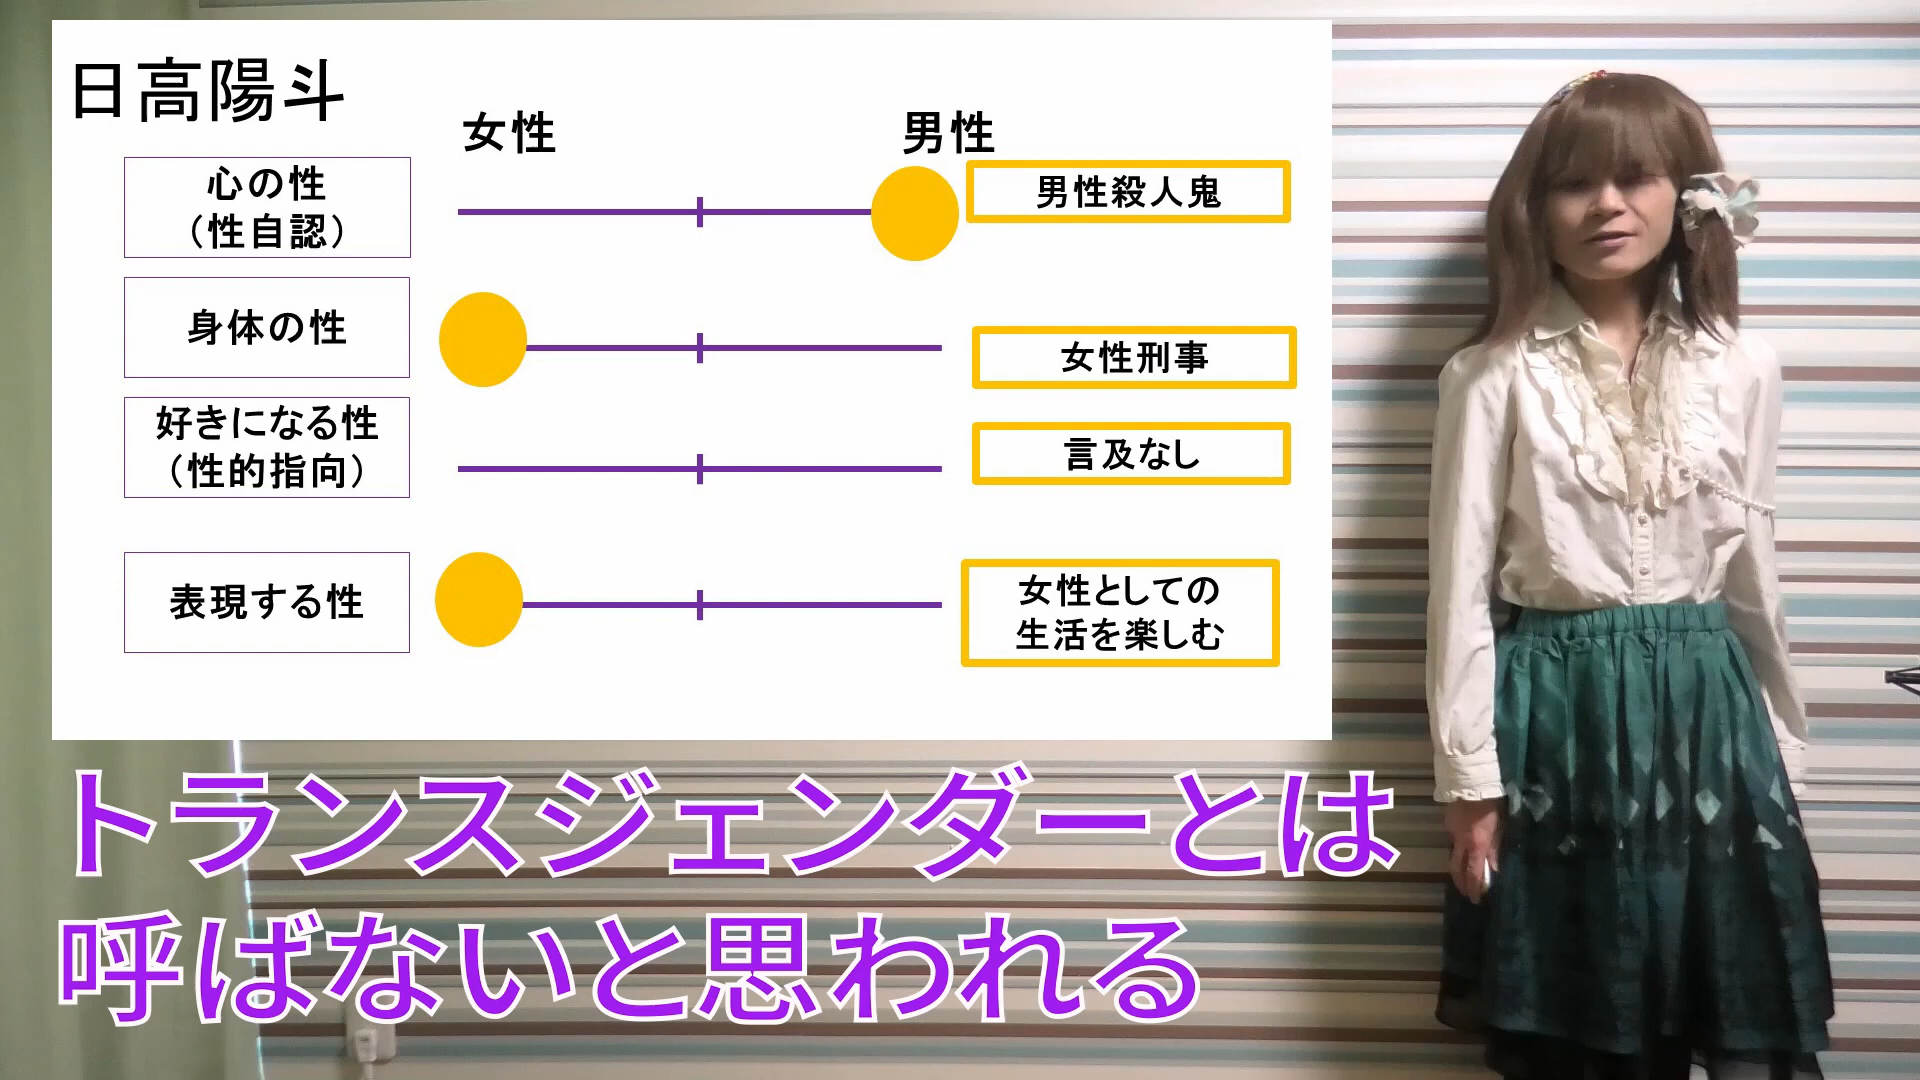 日高陽斗
女性
男性
心の性
（性自認）
男性殺人鬼
身体の性
女性刑事
好きになる性
（性的指向）
言及なし
表現する性
女性としての
生活を楽しむ
トランスジェンダーとは
呼ばないと思われる